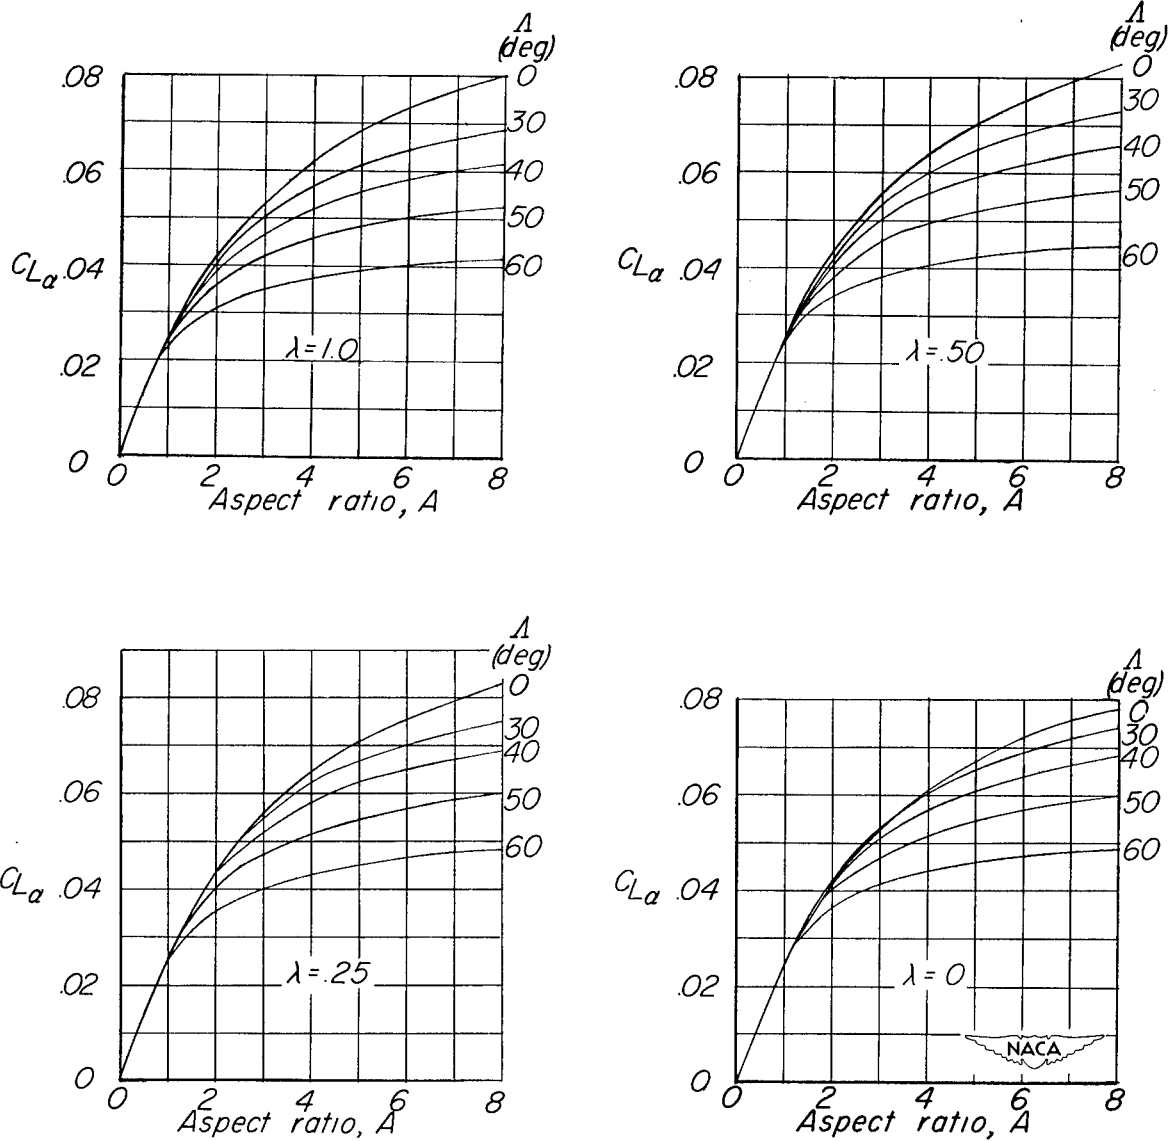 Λ
(deg)
.08
0
30
.06
40
50
CLα .04
60
λ=1.0
.02
0
0 2 4 6 8
Aspect ratio, A
Λ
(deg)
.08
0
30
40
.06
50
CLα .04
60
λ=.50
.02
0
0 2 4 6 8
Aspect ratio, A
Λ
(deg)
0
.08
30
40
.06
50
60
CLα .04
λ=.25
.02
0
0 2 4 6 8
Aspect ratio, A
Λ
(deg)
.08
0
30
40
.06
50
60
CLα .04
λ=0
.02
NACA
0
0 2 4 6 8
Aspect ratio, A